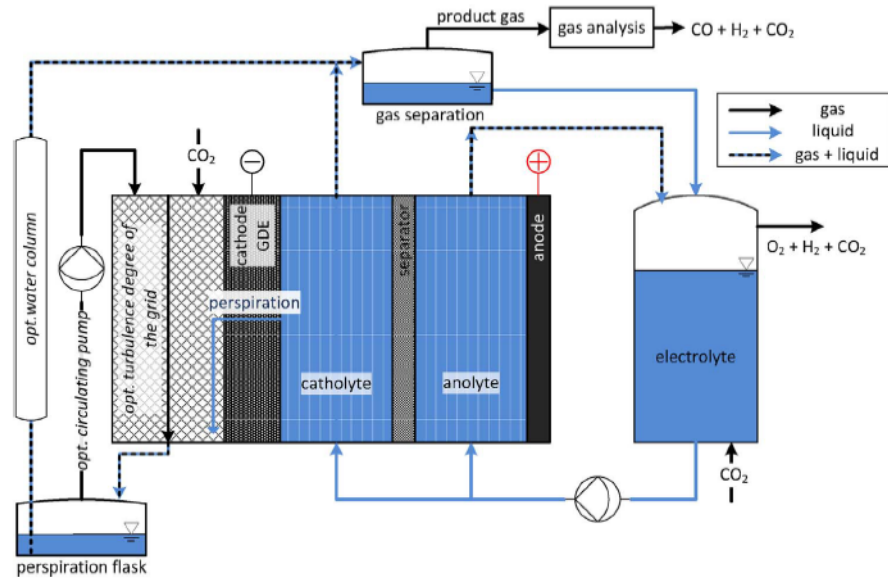 product gas
gas analysis
CO + H₂ + CO₂
gas separation
gas
liquid
gas + liquid
CO₂
−
+
opt.water column
opt. circulating pump
opt. turbulence degree of
the grid
cathode
GDE
perspiration
catholyte
separator
anolyte
anode
O₂ + H₂ + CO₂
electrolyte
CO₂
perspiration flask